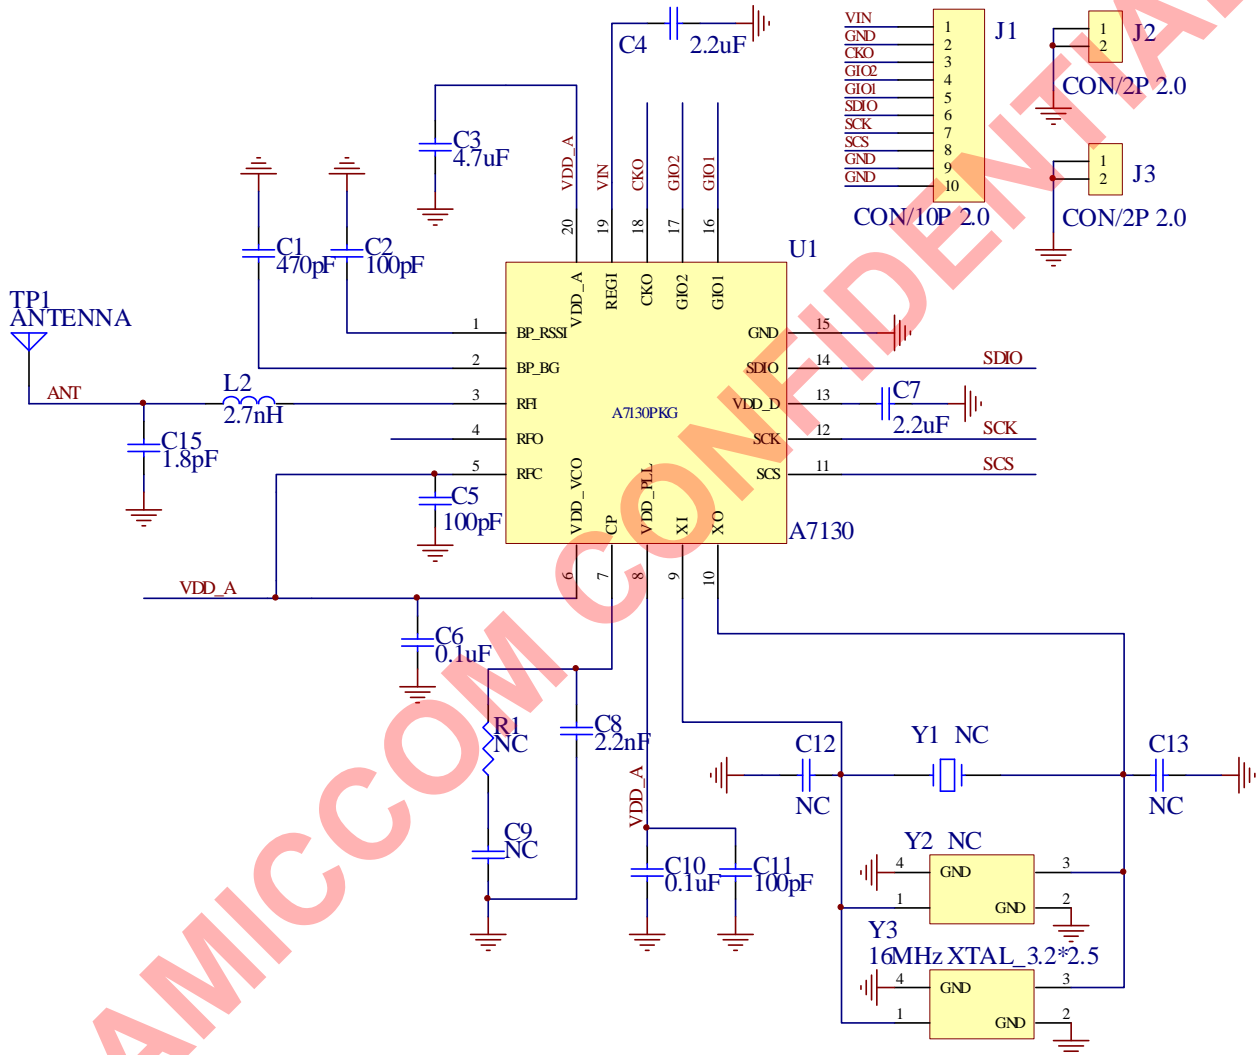 C4
2.2uF
VIN
GND
CKO
GIO2
GIO1
SDIO
SCK
SCS
GND
GND
1
2
3
4
5
6
7
8
9
10
J1
CON/10P 2.0
1
2
J2
CON/2P 2.0
1
2
J3
CON/2P 2.0
C3
4.7uF
VDD_A
VIN
CKO
GIO2
GIO1
20
19
18
17
16
C1
470pF
C2
100pF
U1
VDD_A
REGI
CKO
GIO2
GIO1
TP1
ANTENNA
ANT
L2
2.7nH
C15
1.8pF
1
BP_RSSI
2
BP_BG
3
RFI
4
RFO
5
RFC
A7130PKG
GND
15
SDIO
14
SDIO
VDD_D
13
C7
2.2uF
SCK
12
SCK
SCS
11
SCS
C5
100pF
VDD_VCO
CP
VDD_PLL
XI
XO
A7130
6
7
8
9
10
VDD_A
C6
0.1uF
R1
NC
C8
2.2nF
C9
NC
VDD_A
C10
0.1uF
C11
100pF
C12
NC
Y1 NC
C13
NC
Y2 NC
4
GND
3
1
GND
2
Y3
16MHz XTAL_3.2*2.5
4
GND
3
1
GND
2
AMICCOM CONFIDENTIAL